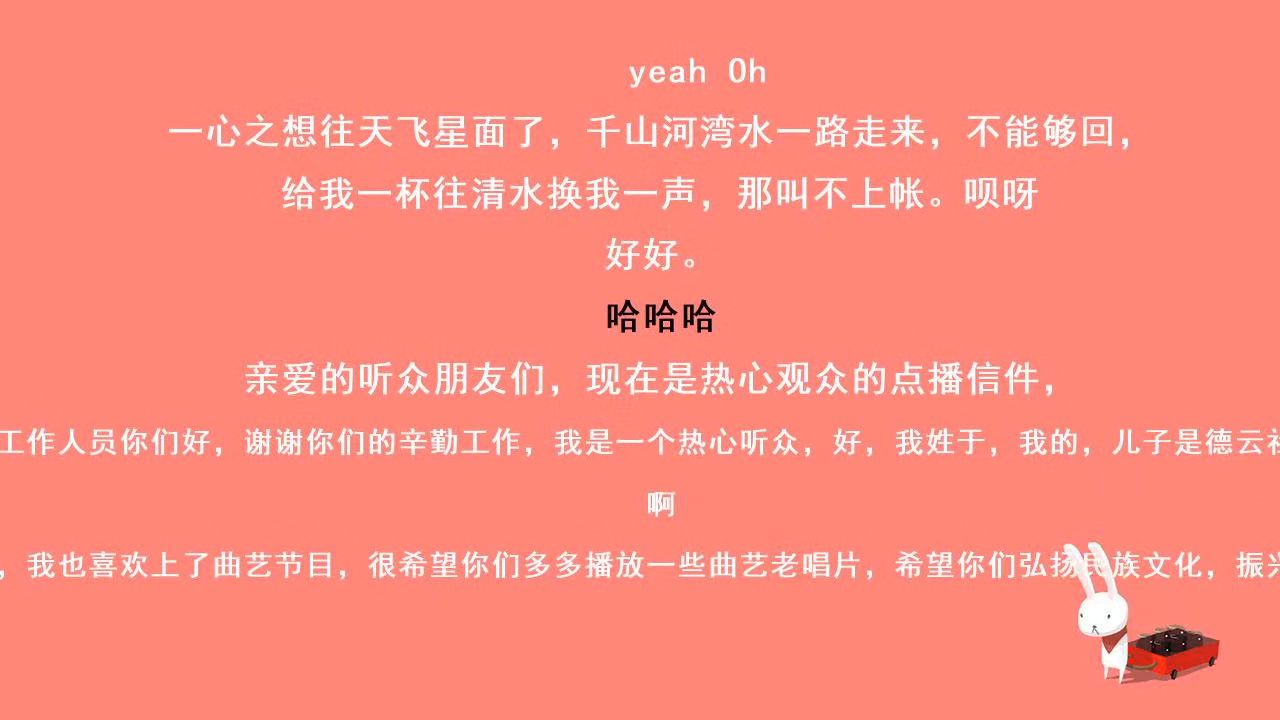 yeah Oh
一心之想往天飞星面了，千山河湾水一路走来，不能够回，
给我一杯往清水换我一声，那叫不上帐。呗呀
好好。
哈哈哈
亲爱的听众朋友们，现在是热心观众的点播信件，
工作人员你们好，谢谢你们的辛勤工作，我是一个热心听众，好，我姓于，我的，儿子是德云
啊
，我也喜欢上了曲艺节目，很希望你们多多播放一些曲艺老唱片，希望你们弘扬民族文化，振